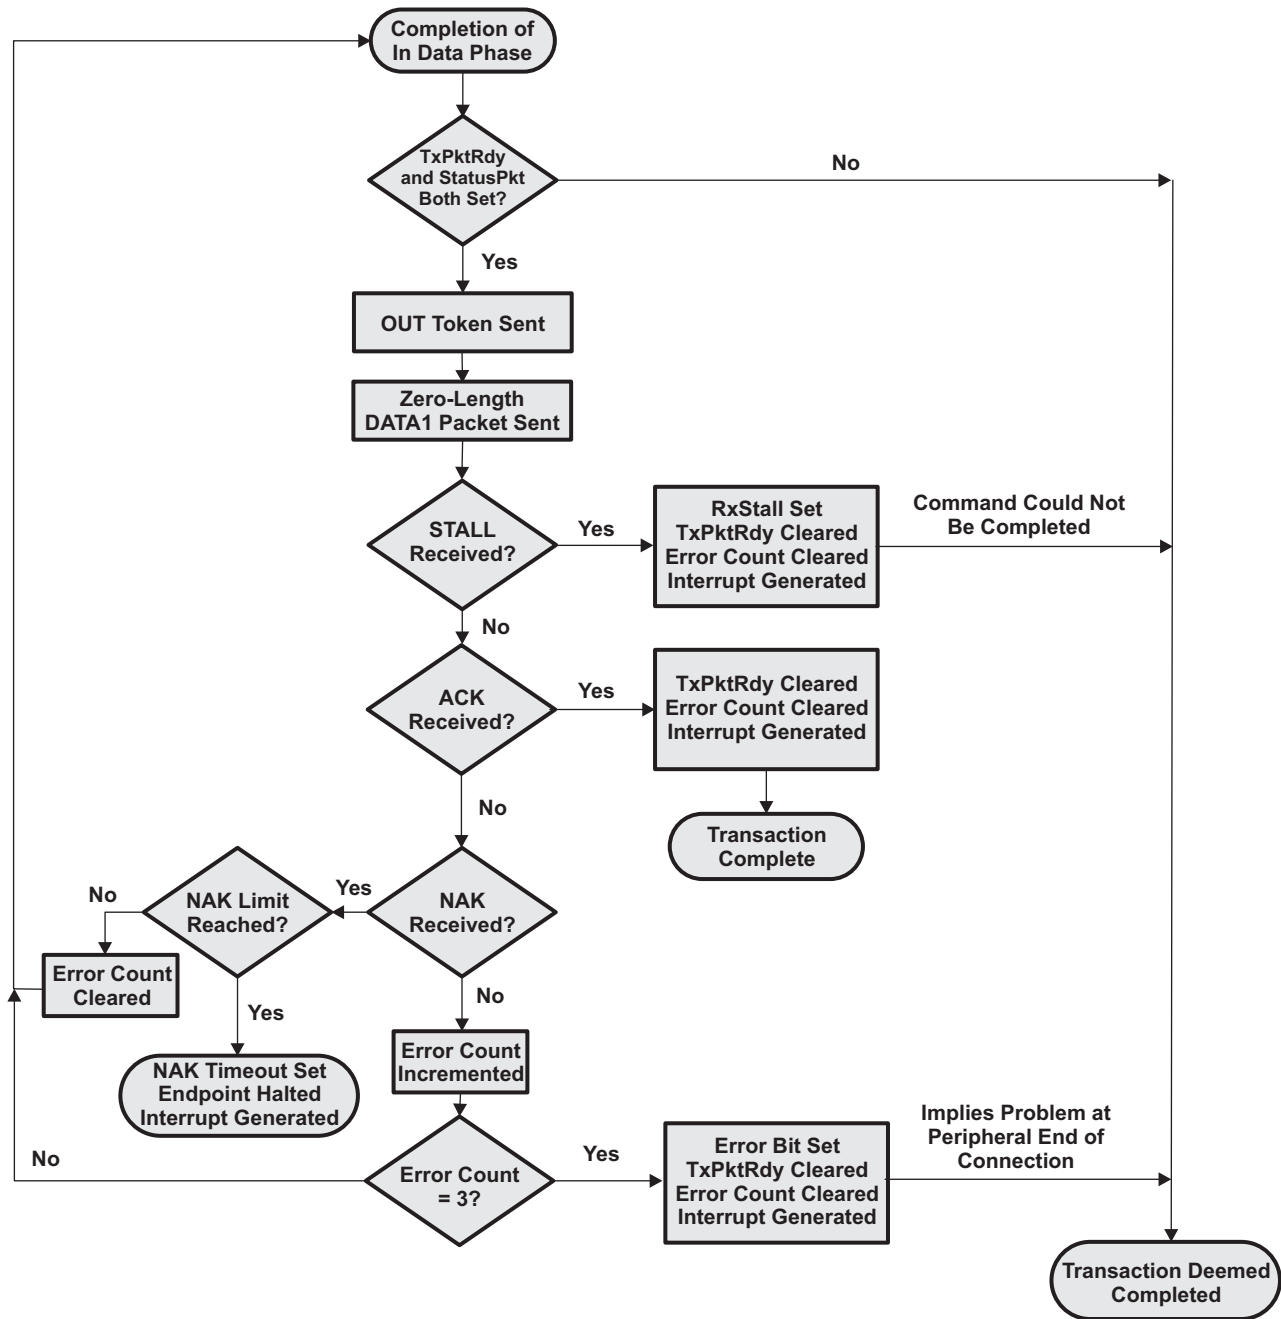 Completion of
In Data Phase
TxPktRdy
and StatusPkt
Both Set?
No
Yes
OUT Token Sent
Zero-Length
DATA1 Packet Sent
STALL
Received?
Yes
RxStall Set
TxPktRdy Cleared
Error Count Cleared
Interrupt Generated
Command Could Not
Be Completed
No
ACK
Received?
Yes
TxPktRdy Cleared
Error Count Cleared
Interrupt Generated
No
Transaction
Complete
NAK
Received?
Yes
NAK Limit
Reached?
No
Error Count
Cleared
Yes
NAK Timeout Set
Endpoint Halted
Interrupt Generated
No
Error Count
Incremented
Error Count
= 3?
No
Yes
Error Bit Set
TxPktRdy Cleared
Error Count Cleared
Interrupt Generated
Implies Problem at
Peripheral End of
Connection
Transaction Deemed
Completed